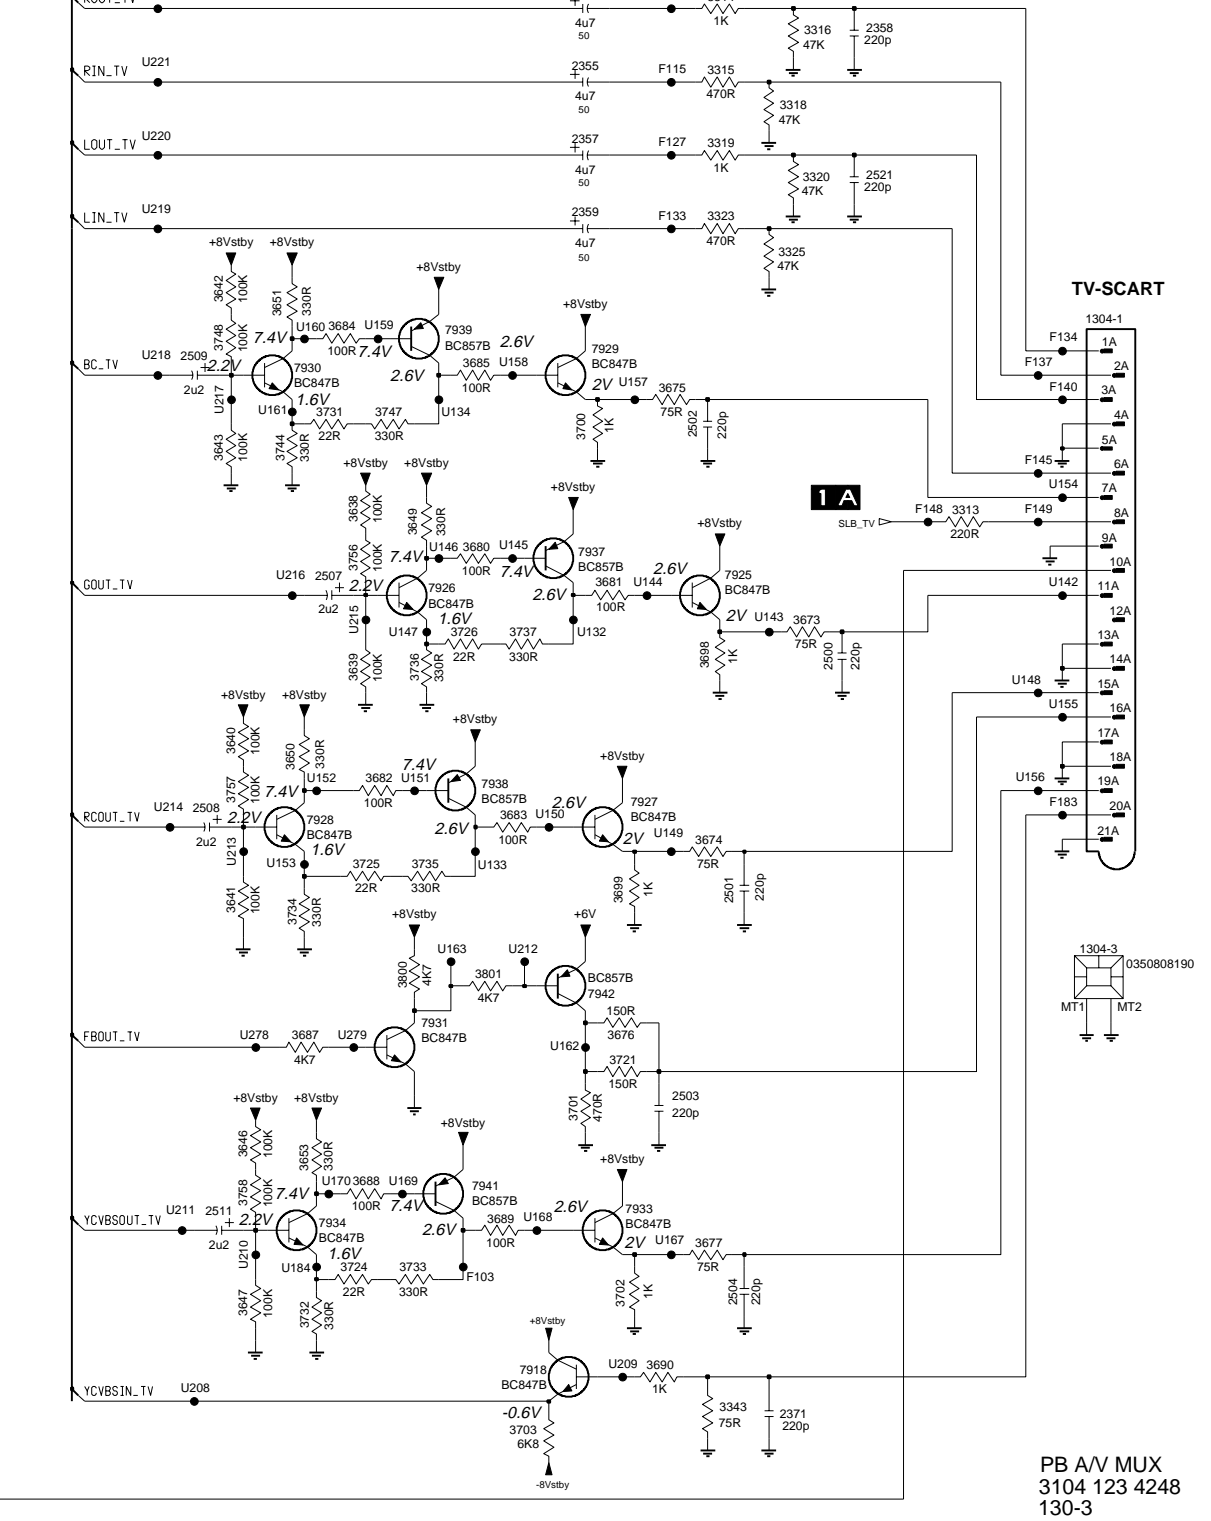 4u7
50
1K
3316
47K
2358
220p
RIN_TV
U221
2355
+
4u7
50
F115
3315
470R
3318
47K
LOUT_TV
U220
2357
+
4u7
50
F127
3319
1K
3320
47K
2521
220p
LIN_TV
U219
2359
+
4u7
50
F133
3323
470R
3325
47K
TV-SCART
1304-1
+8Vstby
+8Vstby
+8Vstby
+8Vstby
3642
100K
3651
330R
3748
100K
7.4V
U160
3684
100R
U159
7.4V
7939
BC857B
2.6V
7929
BC847B
BC_TV
U218
2509
+
2u2
2.2V
7930
BC847B
2.6V
3685
100R
U158
2V
U157
3675
75R
U217
1.6V
U161
3731
22R
3747
330R
U134
3700
1K
2502
220p
3643
100K
3744
330R
F134
1A
F137
2A
F140
3A
4A
5A
F145
6A
U154
7A
1 A
SLB_TV
F148
3313
220R
F149
8A
9A
10A
U142
11A
12A
13A
14A
U148
15A
U155
16A
17A
18A
U156
19A
F183
20A
21A
+8Vstby
+8Vstby
+8Vstby
+8Vstby
3638
100K
3649
330R
3756
100K
7.4V
U146
3680
100R
U145
7.4V
7937
BC857B
2.6V
7925
BC847B
GOUT_TV
U216
2507
+
2u2
2.2V
7926
BC847B
2.6V
3681
100R
U144
2V
U143
3673
75R
U215
1.6V
U147
3726
22R
3737
330R
U132
3698
1K
2500
220p
3639
100K
3736
330R
+8Vstby
+8Vstby
+8Vstby
+8Vstby
3640
100K
3650
330R
3757
100K
7.4V
U152
3682
100R
7.4V
U151
7938
BC857B
2.6V
7927
BC847B
RCOUT_TV
U214
2508
+
2u2
2.2V
7928
BC847B
2.6V
3683
100R
U150
2V
U149
3674
75R
U213
1.6V
U153
3725
22R
3735
330R
U133
3699
1K
2501
220p
3641
100K
3734
330R
+8Vstby
+6V
3800
4K7
U163
3801
4K7
U212
BC857B
7942
1304-3
0350808190
MT1
MT2
FBOUT_TV
U278
3687
4K7
U279
7931
BC847B
150R
3676
U162
3721
150R
3701
470R
2503
220p
+8Vstby
+8Vstby
+8Vstby
+8Vstby
3646
100K
3653
330R
3758
100K
7.4V
U170
3688
100R
U169
7.4V
7941
BC857B
2.6V
7933
BC847B
YCVBSOUT_TV
U211
2511
+
2u2
2.2V
7934
BC847B
2.6V
3689
100R
U168
2V
U167
3677
75R
U210
1.6V
U184
3724
22R
3733
330R
F103
3702
1K
2504
220p
3647
100K
3732
330R
+8Vstby
7918
BC847B
U209
3690
1K
YCVBSIN_TV
U208
-0.6V
3703
6K8
-8Vstby
3343
75R
2371
220p
PB A/V MUX
3104 123 4248
130-3